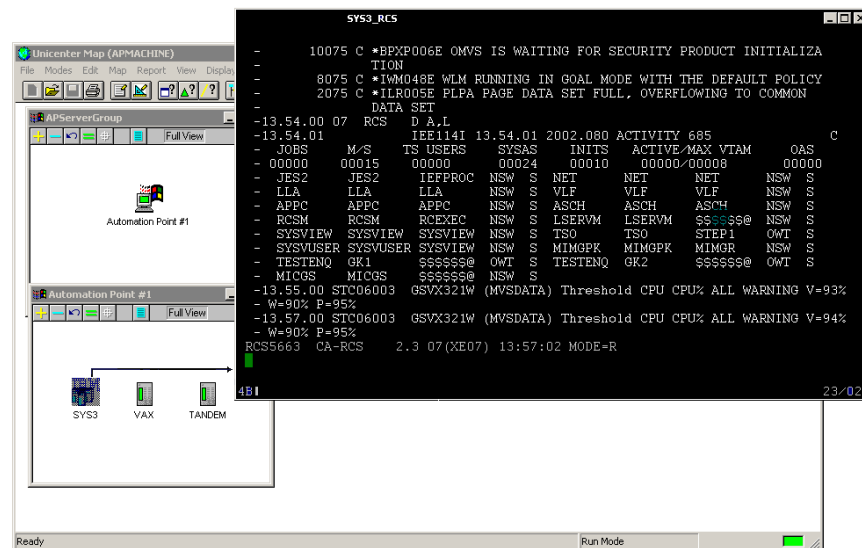 SYS3_RCS
-       10075 C *BPXP006E OMVS IS WAITING FOR SECURITY PRODUCT INITIALIZA
-               TION
-        8075 C *IWM048E WLM RUNNING IN GOAL MODE WITH THE DEFAULT POLICY
-        2075 C *ILR005E PLPA PAGE DATA SET FULL, OVERFLOWING TO COMMON
-               DATA SET
-13.54.00 07  RCS   D A,L
-13.54.01           IEE114I 13.54.01 2002.080 ACTIVITY 685             C
-  JOBS     M/S    TS USERS    SYSAS    INITS   ACTIVE/MAX VTAM     OAS
- 00000    00015    00000      00024    00010    00000/00008      00000
-  JES2     JES2     IEFPROC  NSW  S  NET      NET      NET      NSW  S
-  LLA      LLA      LLA      NSW  S  VLF      VLF      VLF      NSW  S
-  APPC     APPC     APPC     NSW  S  ASCH     ASCH     ASCH     NSW  S
-  RCSM     RCSM     RCEXEC   NSW  S  LSERVM   LSERVM   $$$$$$@  NSW  S
-  SYSVIEW  SYSVIEW  SYSVIEW  NSW  S  TSO      TSO      STEP1    OWT  S
-  SYSVUSER SYSVUSER SYSVIEW  NSW  S  MIMGPK   MIMGPK   MIMGR    NSW  S
-  TESTENQ  GK1      $$$$$$@  OWT  S  TESTENQ  GK2      $$$$$$@  OWT  S
-  MICGS    MICGS    $$$$$$@  NSW  S
-13.55.00 STC06003  GSVX321W (MVSDATA) Threshold CPU CPU% ALL WARNING V=93%
- W=90% P=95%
-13.57.00 STC06003  GSVX321W (MVSDATA) Threshold CPU CPU% ALL WARNING V=94%
- W=90% P=95%
RCS5663  CA-RCS    2.3 07(XE07) 13:57:02 MODE=R
4B
23/02
Unicenter Map (APMACHINE)
File Modes Edit Map Report View Display
APServerGroup
Full View
Automation Point #1
Automation Point #1
Full View
SYS3 VAX TANDEM
Ready
Run Mode